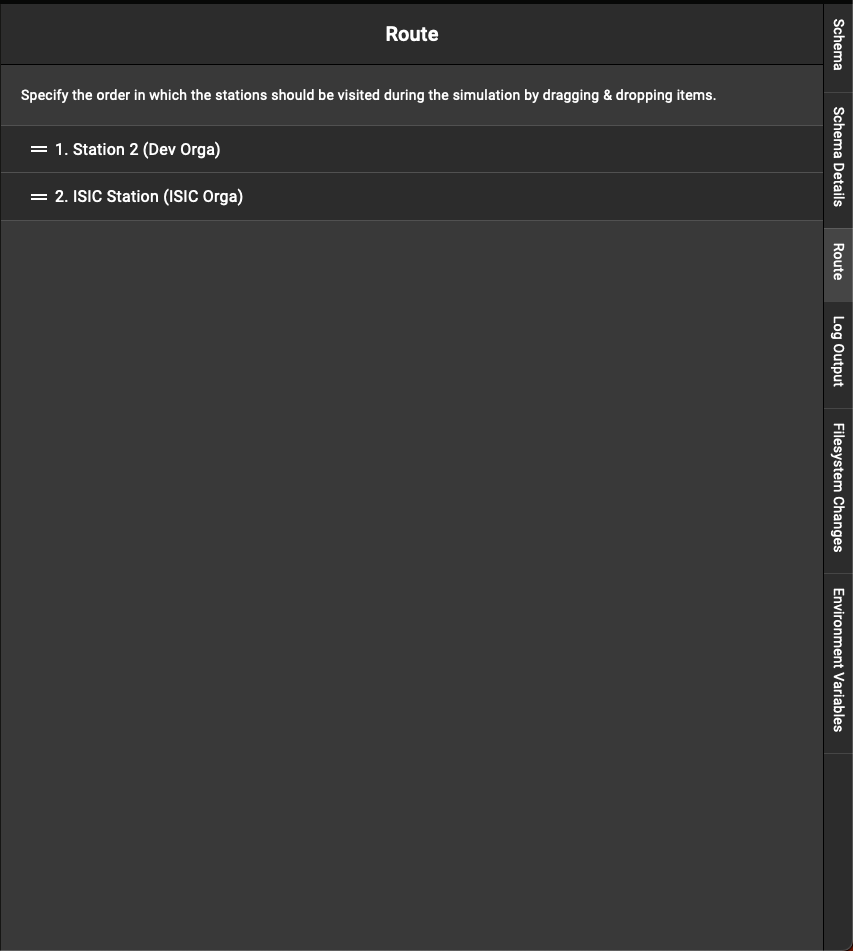 Route
Specify the order in which the stations should be visited during the simulation by dragging & dropping items.
1. Station 2 (Dev Orga)
2. ISIC Station (ISIC Orga)
Schema
Schema Details
Route
Log Output
Filesystem Changes
Environment Variables